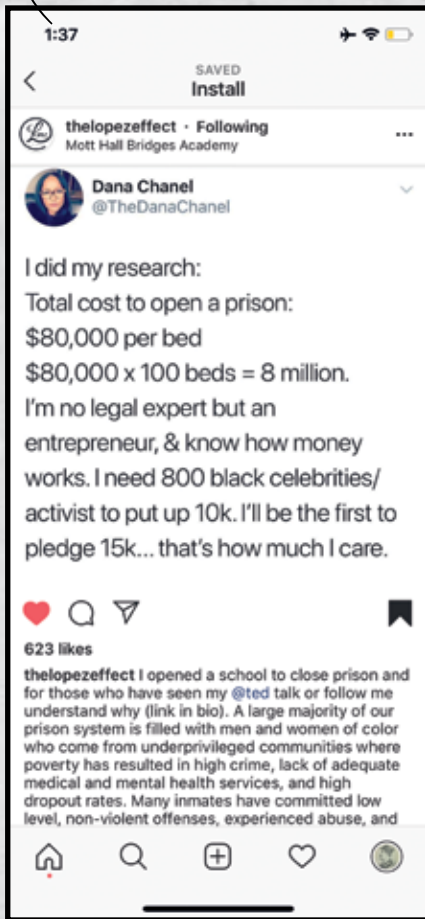 1:37
SAVED
Install
thelopezeffect · Following
Mott Hall Bridges Academy
Dana Chanel
@TheDanaChanel
I did my research:
Total cost to open a prison:
$80,000 per bed
$80,000 x 100 beds = 8 million.
I'm no legal expert but an
entrepreneur, & know how money
works. I need 800 black celebrities/
activist to put up 10k. I'll be the first to
pledge 15k... that's how much I care.
623 likes
thelopezeffect I opened a school to close prison and
for those who have seen my @ted talk or follow me
understand why (link in bio). A large majority of our
prison system is filled with men and women of color
who come from underprivileged communities where
poverty has resulted in high crime, lack of adequate
medical and mental health services, and high
dropout rates. Many inmates have committed low
level, non-violent offenses, experienced abuse, and